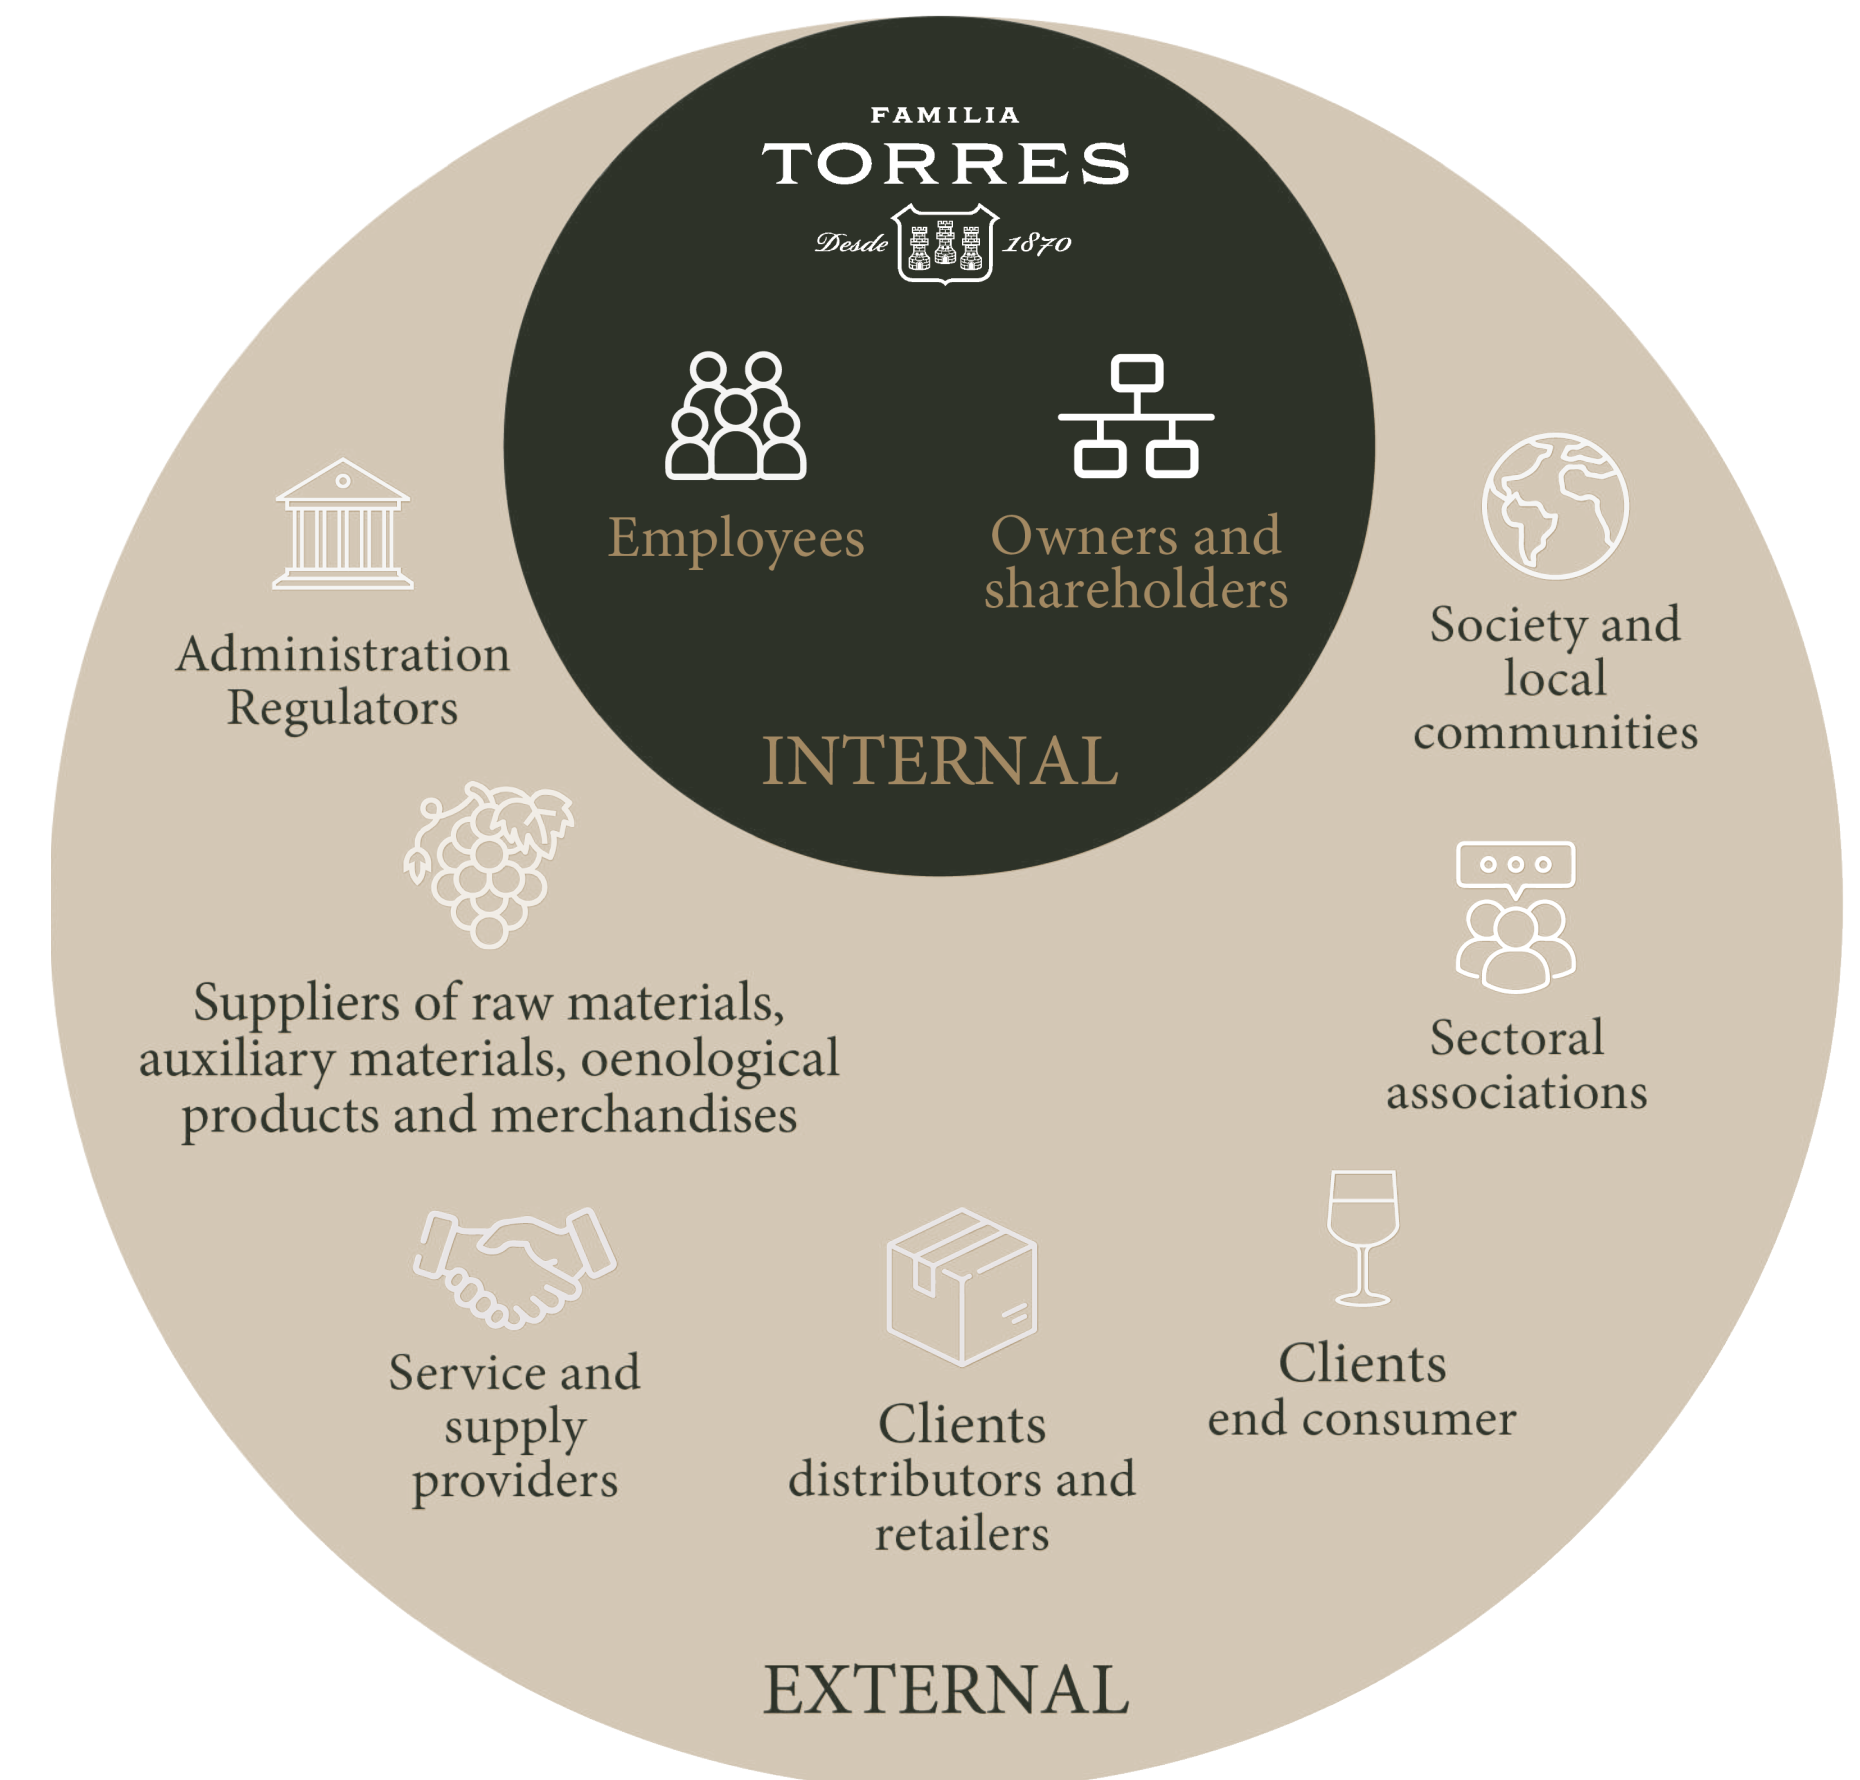 FAMILIA
TORRES
Desde 1870
Employees
Owners and
shareholders
INTERNAL
Administration
Regulators
Society and
local
communities
Suppliers of raw materials,
auxiliary materials, oenological
products and merchandises
Sectoral
associations
Service and
supply
providers
Clients
distributors and
retailers
Clients
end consumer
EXTERNAL